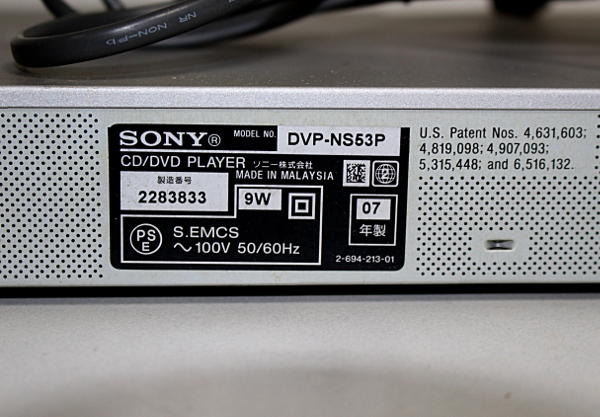 NR NON-Pb
SONY® MODEL NO. DVP-NS53P
CD/DVD PLAYER ソニー株式会社
MADE IN MALAYSIA
製造番号
2283833
9W
07
年製
PS
E
S.EMCS
～100V 50/60Hz
2
2-694-213-01
U.S. Patent Nos. 4,631,603;
4,819,098; 4,907,093;
5,315,448; and 6,516,132.